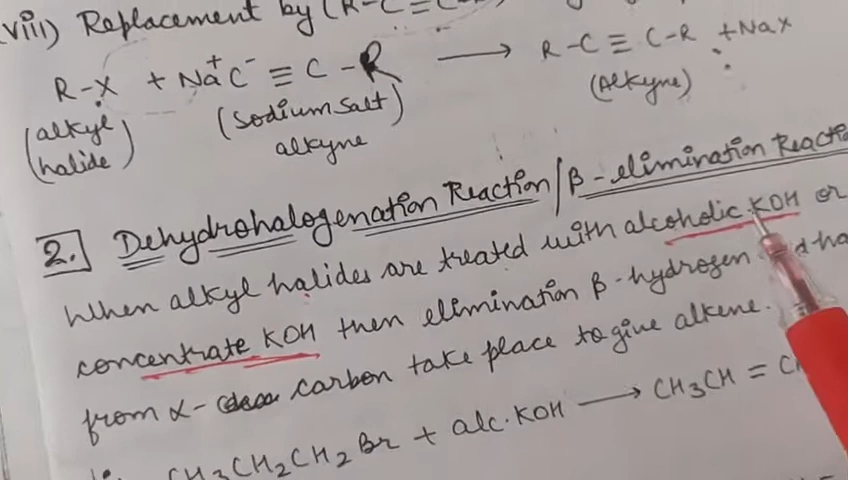 (viii) Replacement by (R-C≡C
R-X + Na⁺C⁻≡C-R ⟶ R-C≡C-R + NaX
(alkyl halide) (Sodium Salt) alkyne (Alkyne)
2. Dehydrohalogenation Reaction/β-elimination Reactio
When alkyl halides are treated with alcoholic KOH or
concentrate KOH then elimination β-hydrogen
from α- carbon take place to give alkene.
CH3CH2CH2Br + alc.KOH ⟶ CH3CH = C